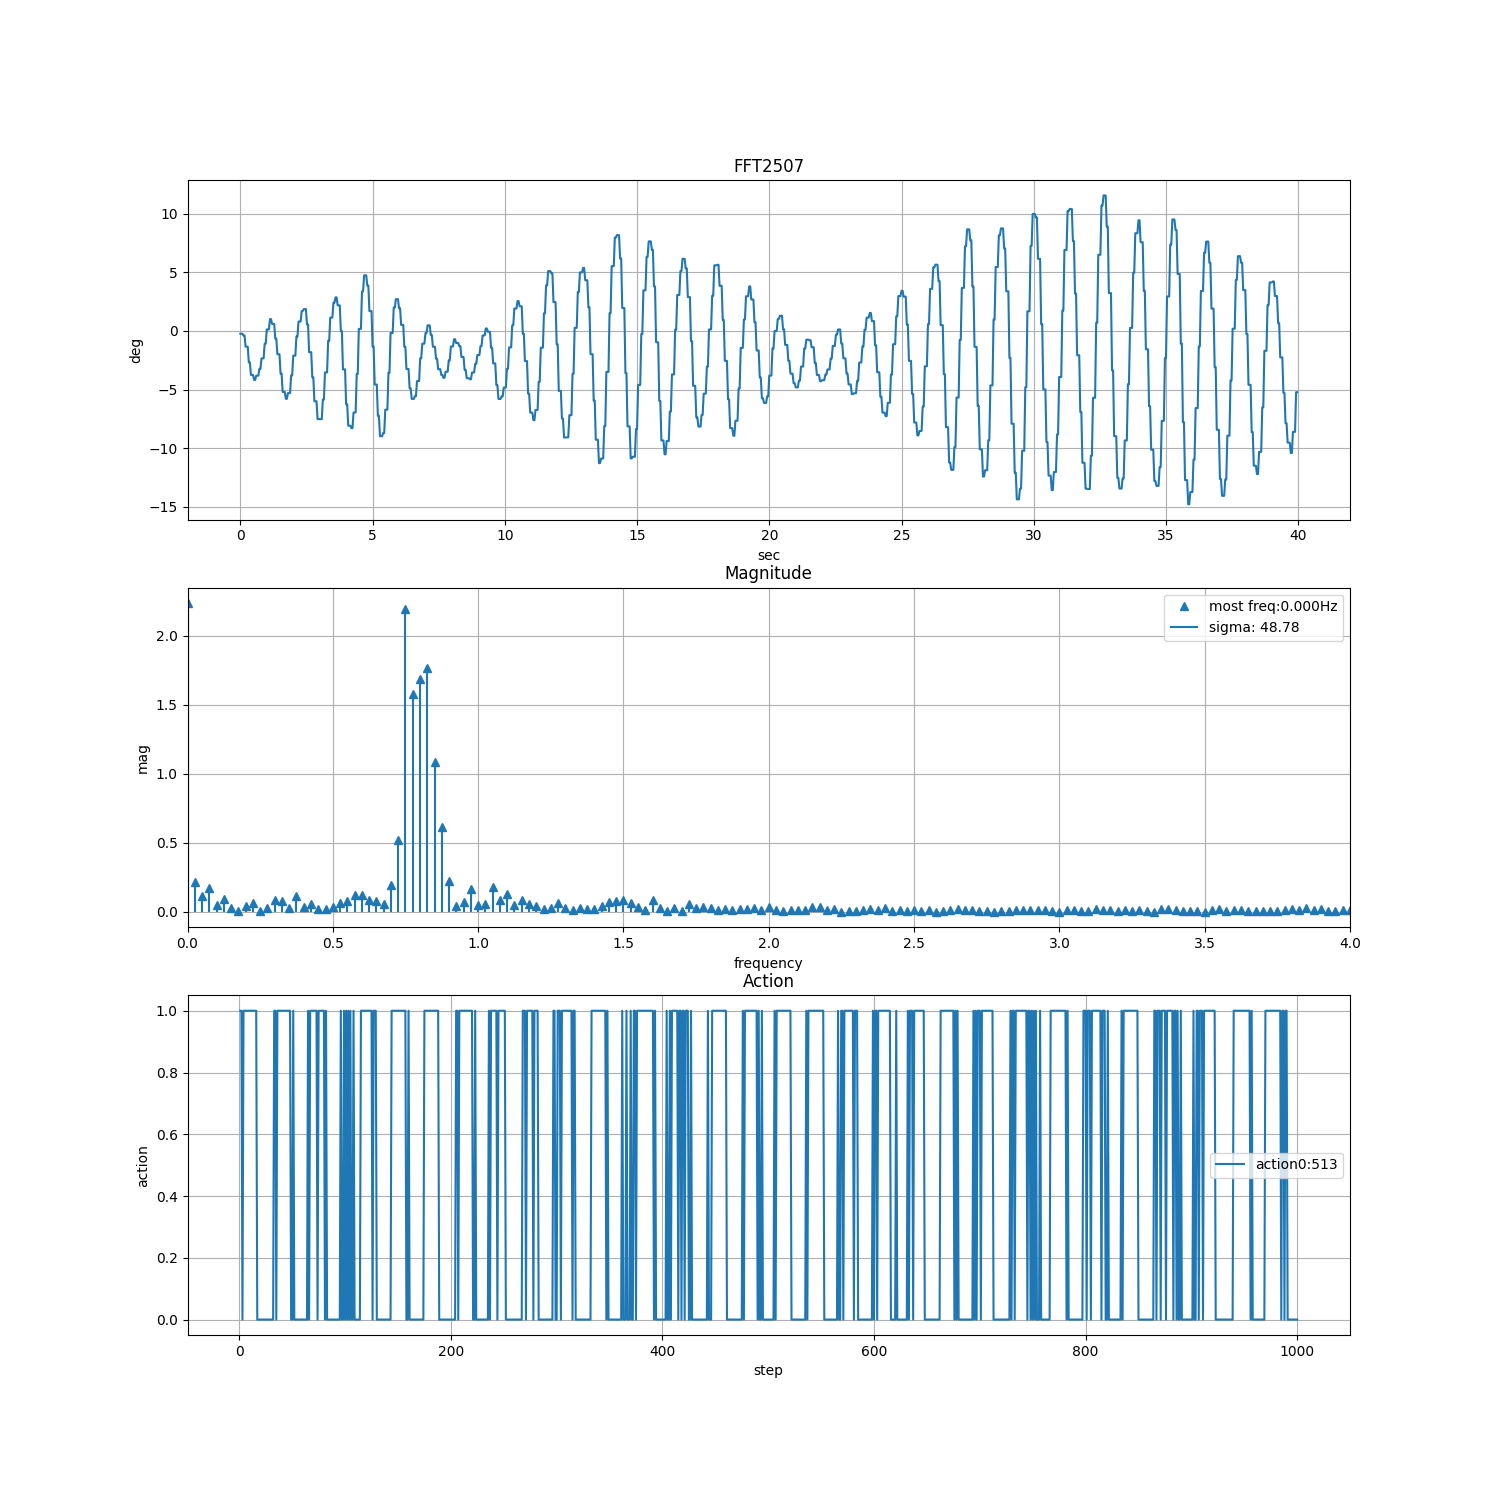 FFT2507
10
5
0
−5
−10
−15
deg
0 5 10 15 20 25 30 35 40
sec
Magnitude
most freq:0.000Hz
sigma: 48.78
2.0
1.5
1.0
0.5
0.0
mag
0.0 0.5 1.0 1.5 2.0 2.5 3.0 3.5 4.0
frequency
Action
1.0
0.8
0.6
0.4
0.2
0.0
action
action0:513
0 200 400 600 800 1000
step